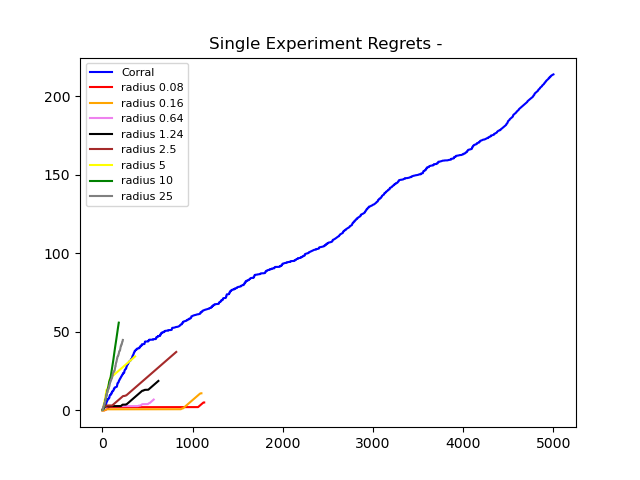 Single Experiment Regrets -
Corral
radius 0.08
radius 0.16
radius 0.64
radius 1.24
radius 2.5
radius 5
radius 10
radius 25
200
150
100
50
0
0 1000 2000 3000 4000 5000